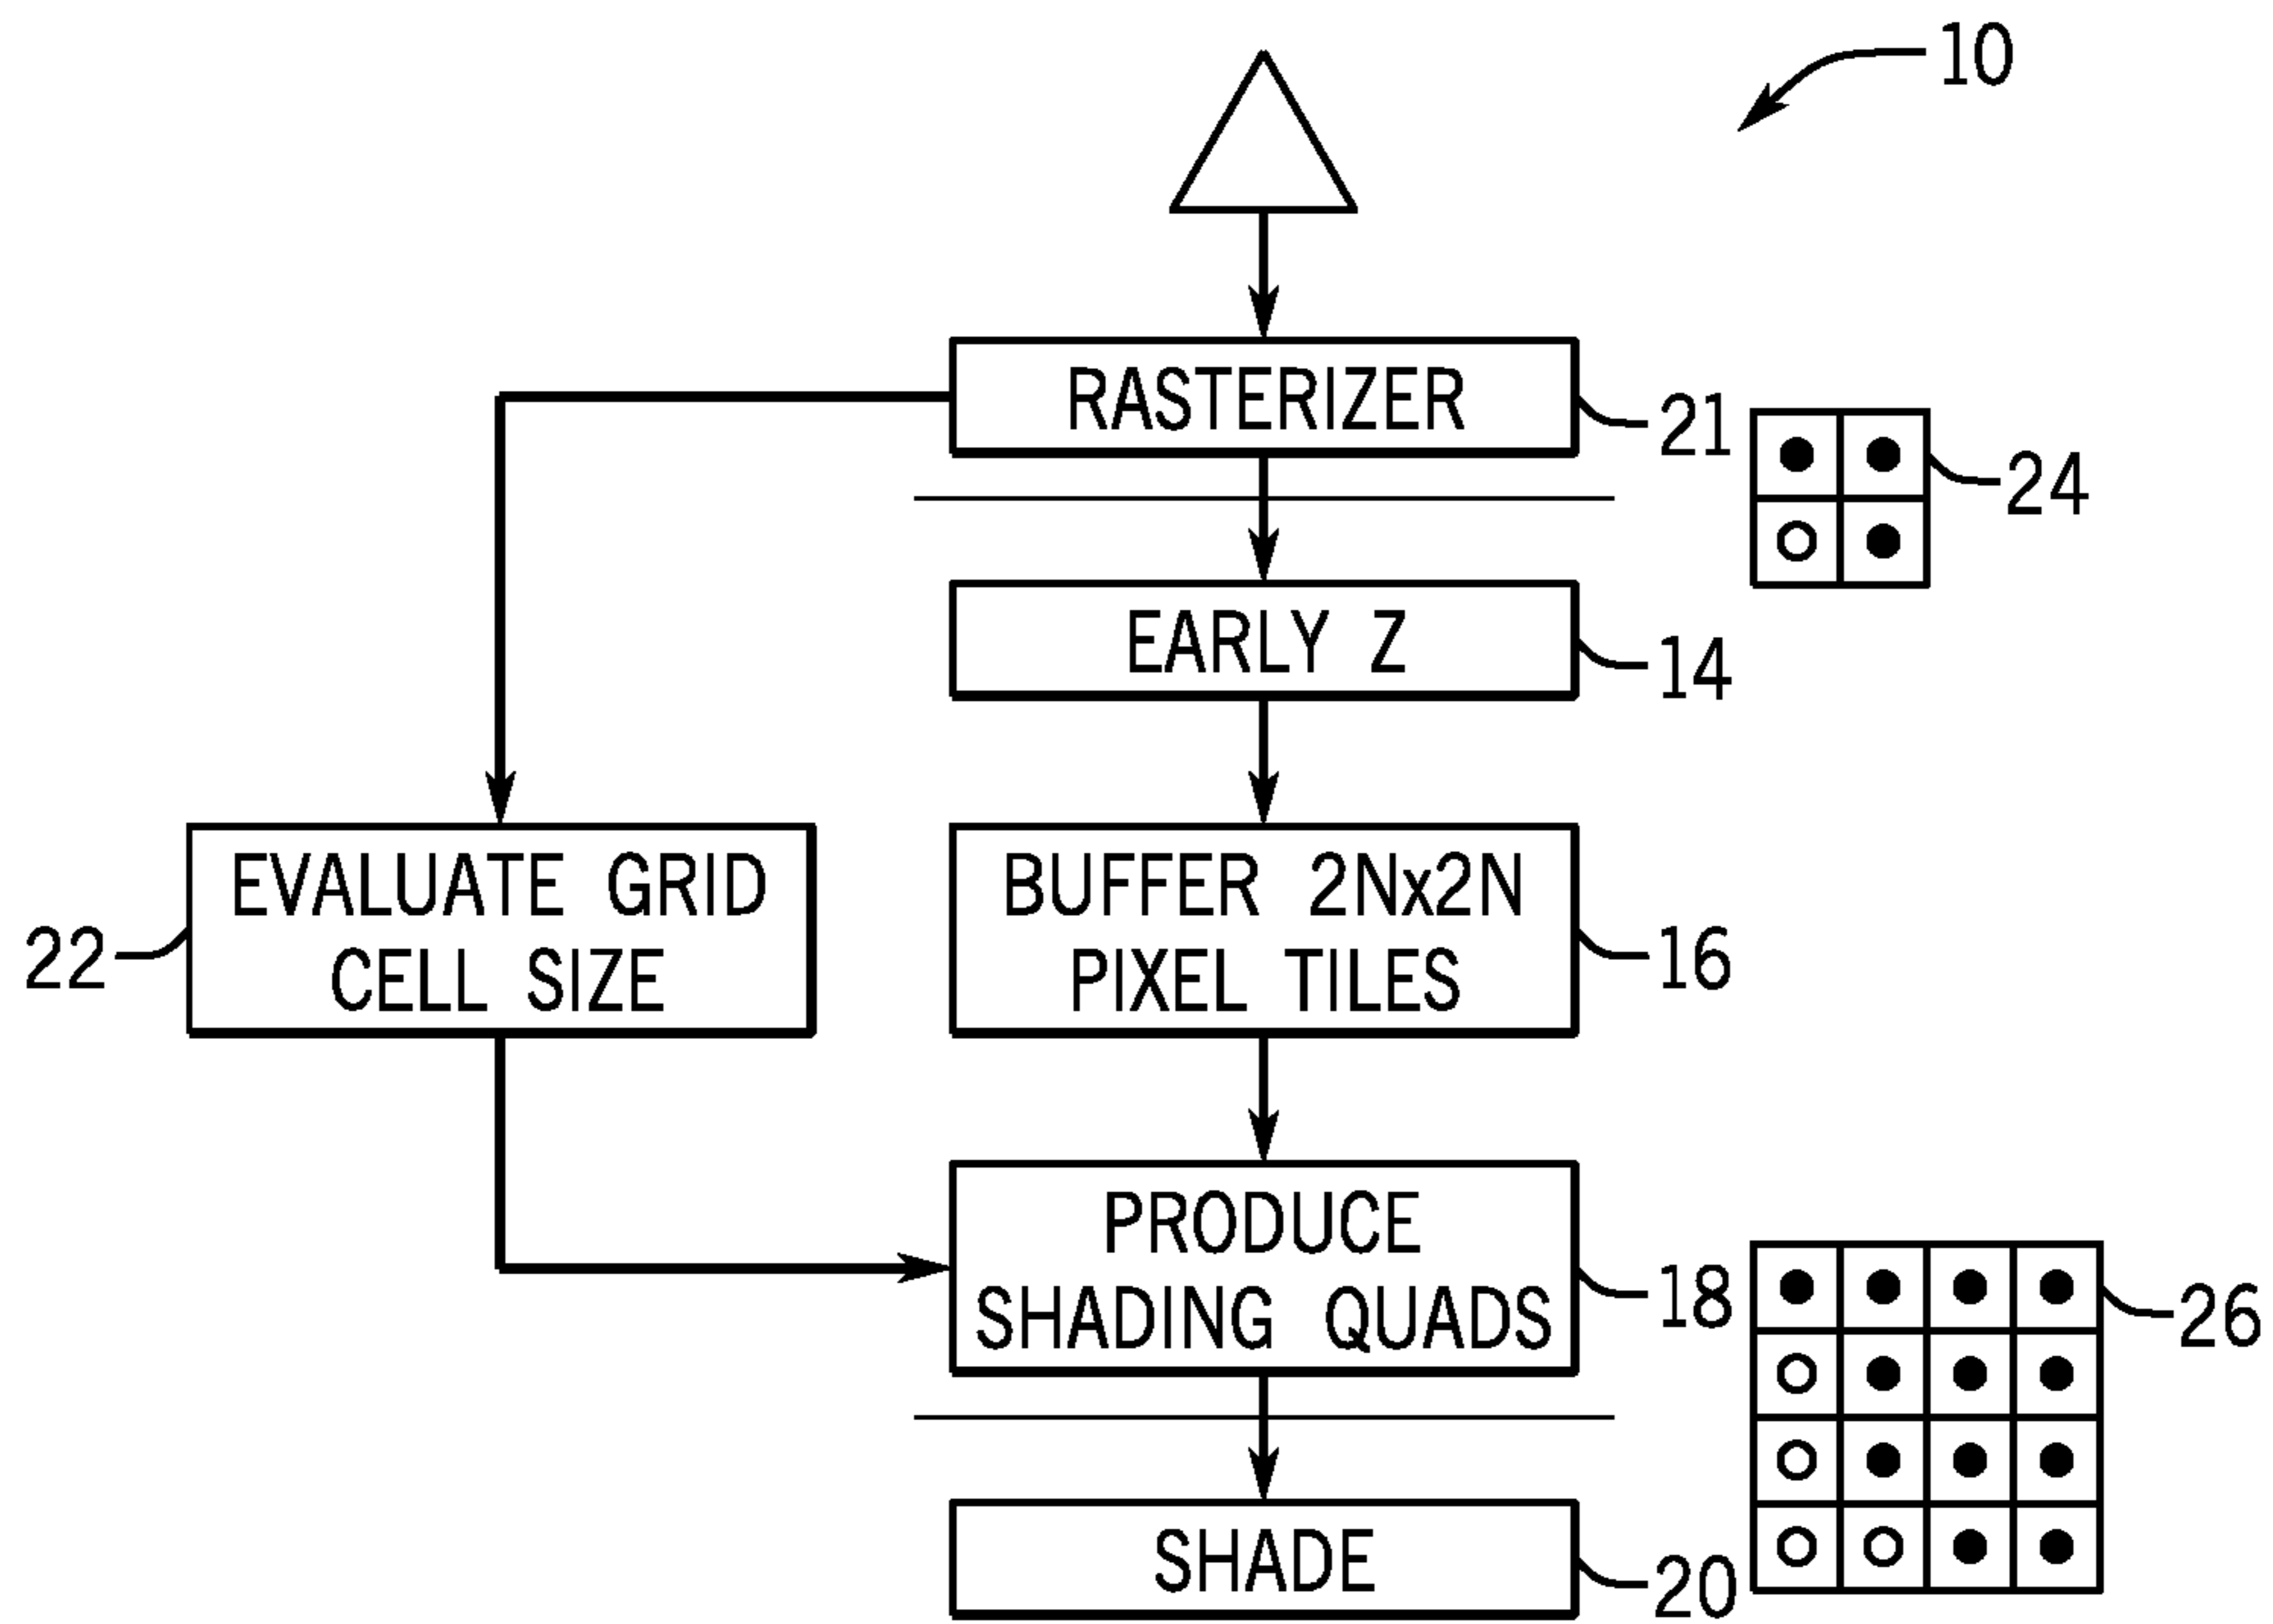 10
RASTERIZER
21
24
EARLY Z
14
EVALUATE GRID
CELL SIZE
22
BUFFER 2Nx2N
PIXEL TILES
16
PRODUCE
SHADING QUADS
18
26
SHADE
20